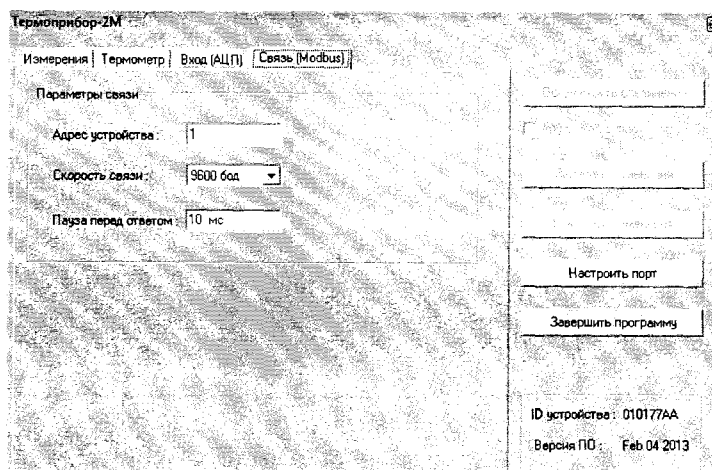 Термоприбор-2М
Измерения Термометр Вход (АЦП) Связь (Modbus)
Параметры связи
Адрес устройства : 1
Скорость связи : 9600 бод
Пауза перед ответом : 10 мс
Настроить порт
Завершить программу
ID устройства : 010177AA
Версия ПО : Feb 04 2013